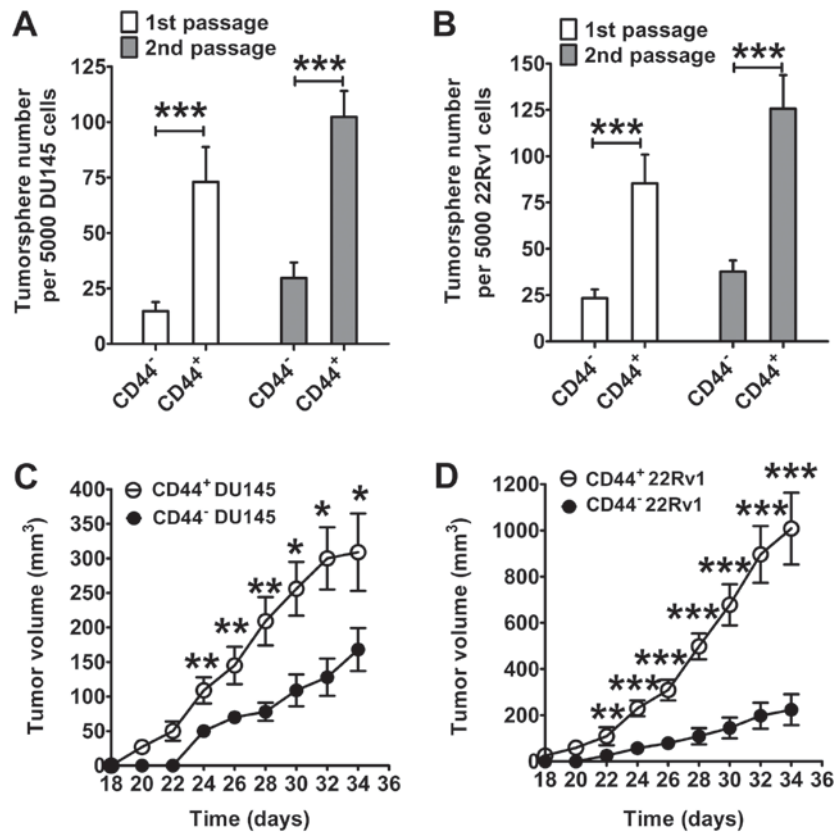 A
1st passage
2nd passage
Tumorsphere number
per 5000 DU145 cells
125
100
75
50
25
0
***
***
CD44-
CD44+
CD44-
CD44+
B
1st passage
2nd passage
Tumorsphere number
per 5000 22Rv1 cells
150
125
100
75
50
25
0
***
***
CD44-
CD44+
CD44-
CD44+
C
CD44+ DU145
CD44- DU145
Tumor volume (mm3)
400
350
300
250
200
150
100
50
0
** ** ** * * *
18 20 22 24 26 28 30 32 34 36
Time (days)
D
CD44+ 22Rv1
CD44- 22Rv1
Tumor volume (mm3)
1200
1000
800
600
400
200
0
** *** *** *** *** *** ***
18 20 22 24 26 28 30 32 34 36
Time (days)